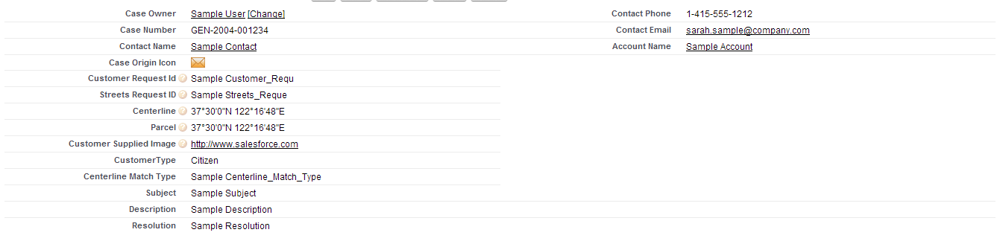 Case Owner Sample User [Change] Contact Phone 1-415-555-1212
Case Number GEN-2004-001234 Contact Email sarah.sample@company.com
Contact Name Sample Contact Account Name Sample Account
Case Origin Icon
Customer Request Id ? Sample Customer_Requ
Streets Request ID ? Sample Streets_Reque
Centerline ? 37°30'0"N 122°16'48"E
Parcel ? 37°30'0"N 122°16'48"E
Customer Supplied Image ? http://www.salesforce.com
CustomerType Citizen
Centerline Match Type Sample Centerline_Match_Type
Subject Sample Subject
Description Sample Description
Resolution Sample Resolution